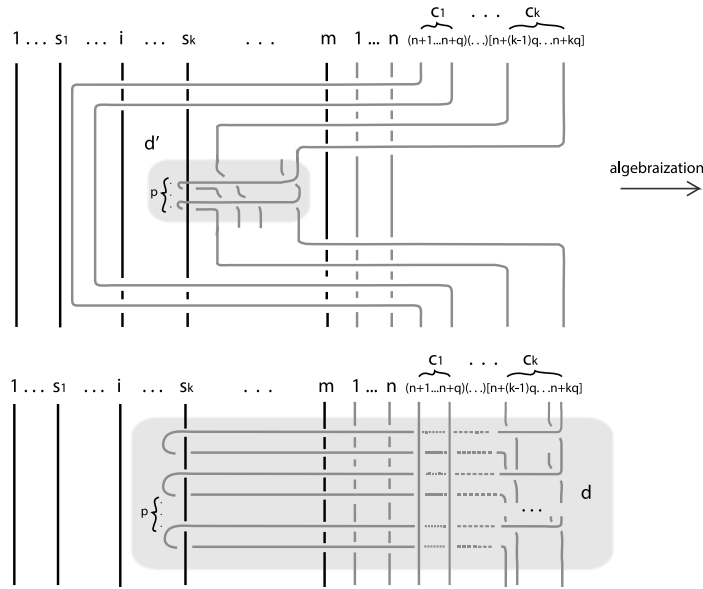 c1 . . . ck
1 . . . s1 . . . i . . . sk . . . m 1 ... n (n+1...n+q)(. . .)[n+(k-1)q. . .n+kq]
d’
algebraization
p {
c1 . . . ck
1 . . . s1 . . . i . . . sk . . . m 1 ... n (n+1...n+q)(. . .)[n+(k-1)q. . .n+kq]
d
p {
. . .